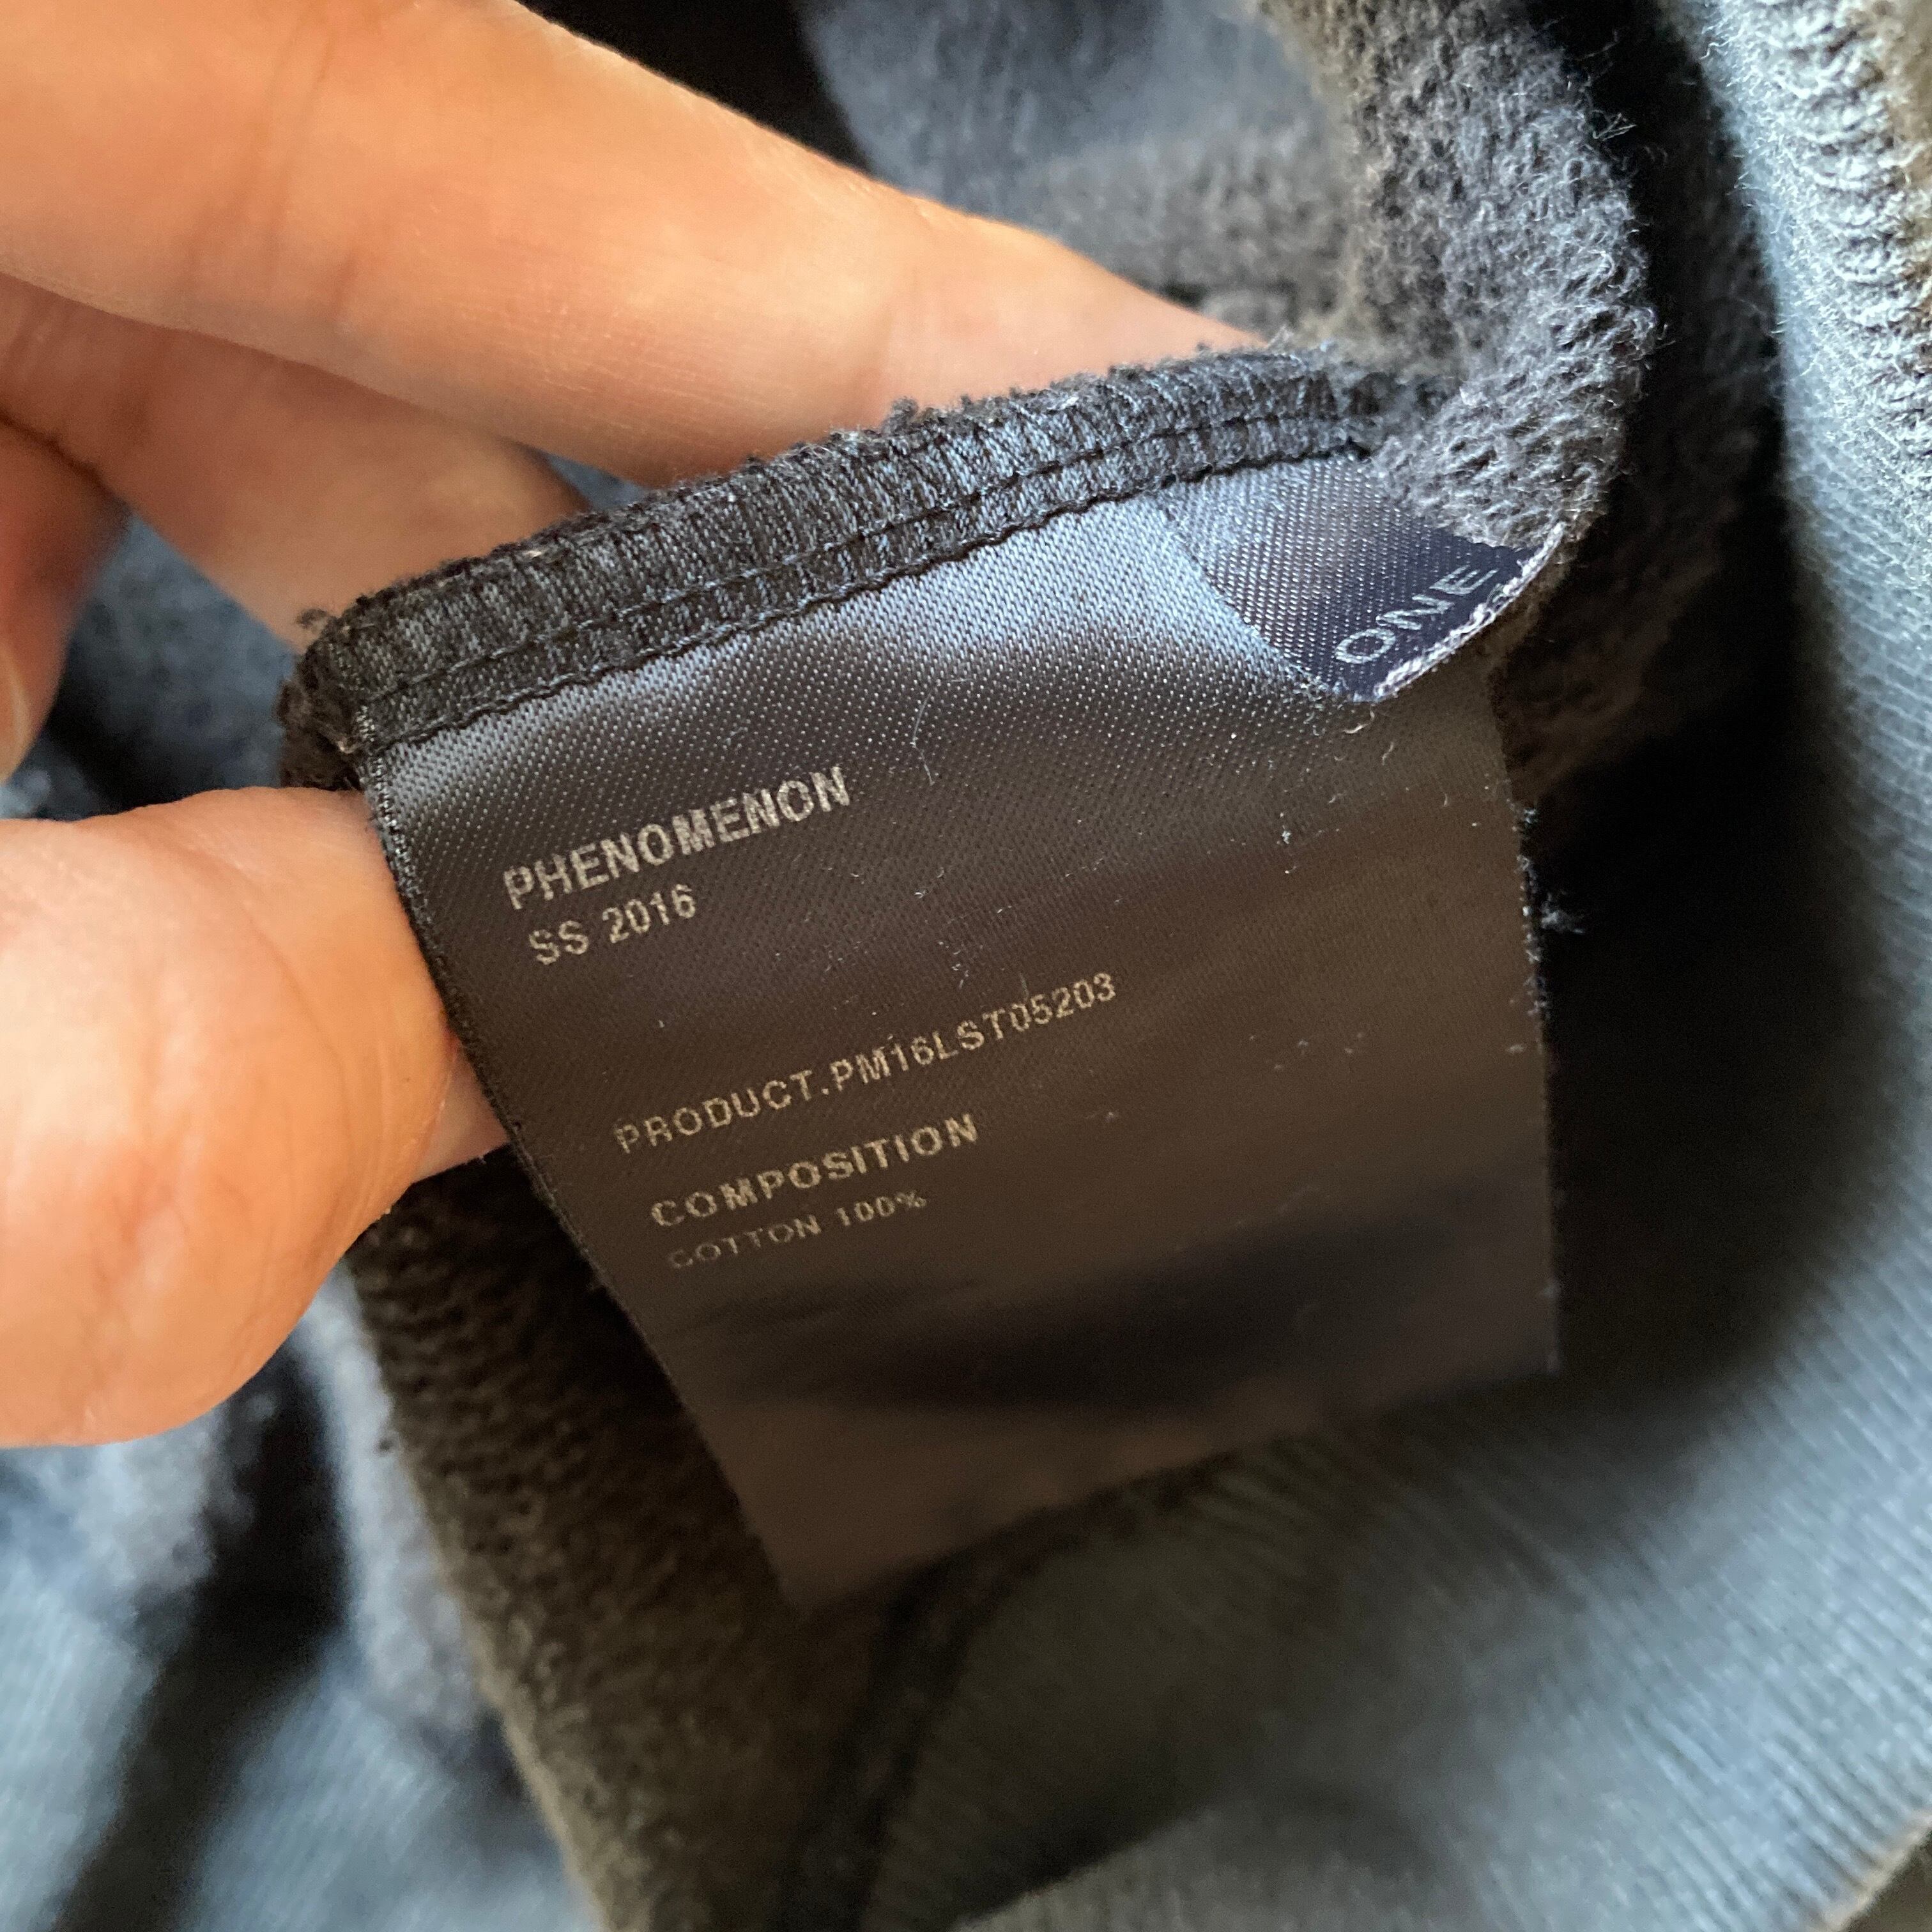 ONE
PHENOMENON
SS 2016
PRODUCT.PM16LST05203
COMPOSITION
COTTON 100%